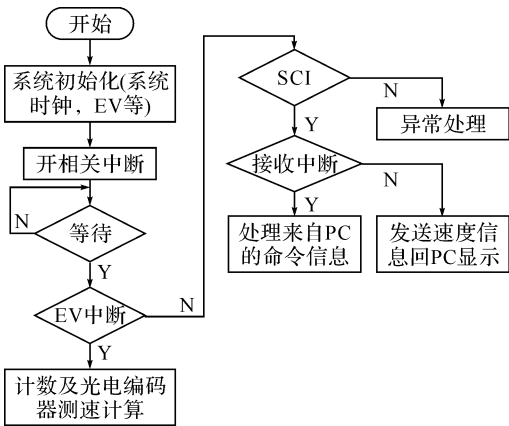 开始
系统初始化(系统
时钟，EV等)
开相关中断
N
等待
Y
EV中断
N
Y
计数及光电编码
器测速计算
SCI
N
Y
异常处理
接收中断
N
Y
处理来自PC
的命令信息
发送速度信
息回PC显示